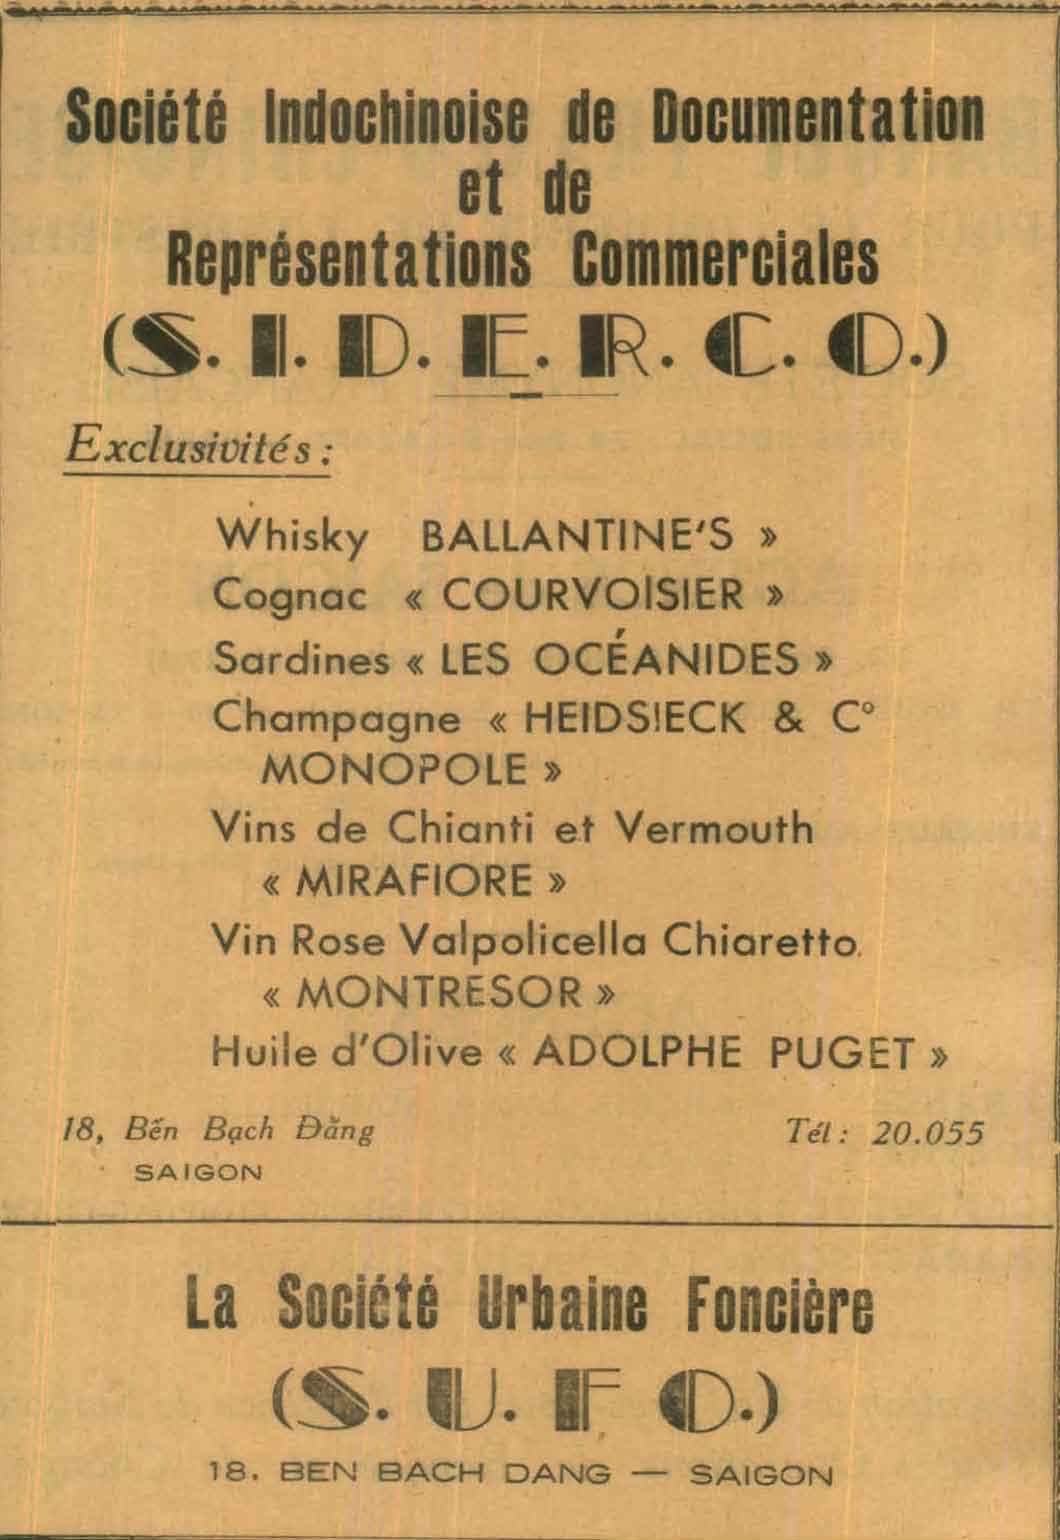 Société Indochinoise de Documentation
et de
Représentations Commerciales
(S. I. D. E. R. C. O.)
Exclusivités :
Whisky BALLANTINE'S »
Cognac « COURVOISIER »
Sardines « LES OCÉANIDES »
Champagne « HEIDSIECK & C°
MONOPOLE »
Vins de Chianti et Vermouth
« MIRAFIORE »
Vin Rose Valpolicella Chiaretto.
« MONTRESOR »
Huile d'Olive « ADOLPHE PUGET »
18, Bến Bạch Đằng Tél : 20.055
SAIGON
La Société Urbaine Foncière
(S. U. F O.)
18. BEN BACH DANG — SAIGON